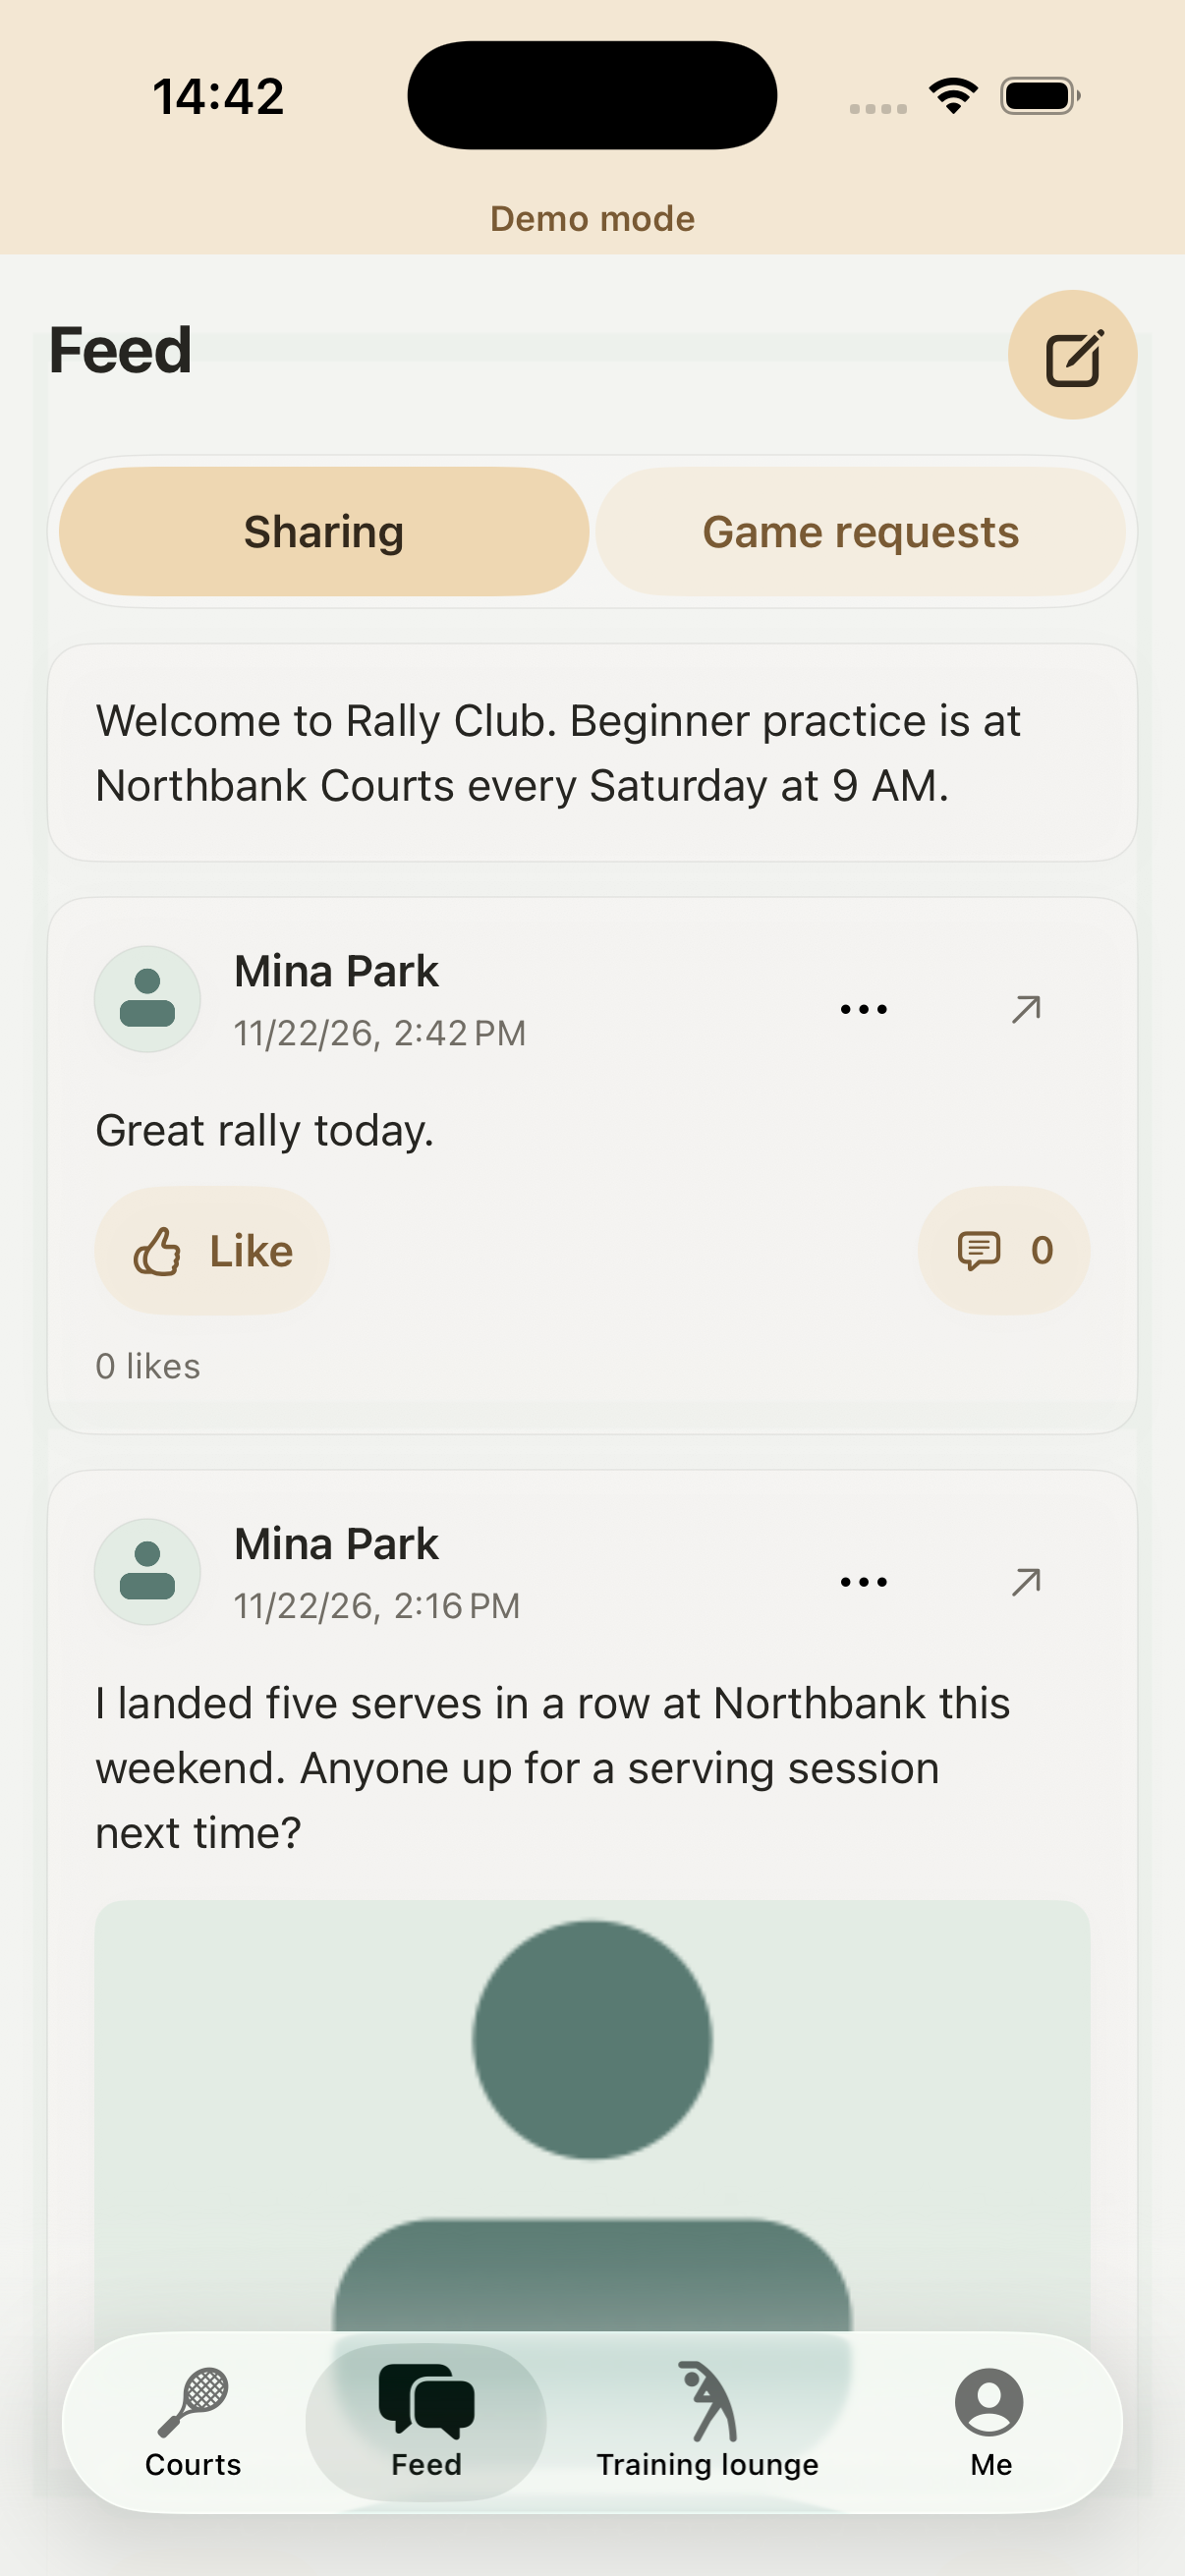 14:42
Demo mode
Feed
Sharing
Game requests
Welcome to Rally Club. Beginner practice is at
Northbank Courts every Saturday at 9 AM.
Mina Park
11/22/26, 2:42 PM
Great rally today.
Like
0
0 likes
Mina Park
11/22/26, 2:16 PM
I landed five serves in a row at Northbank this
weekend. Anyone up for a serving session
next time?
Courts
Feed
Training lounge
Me